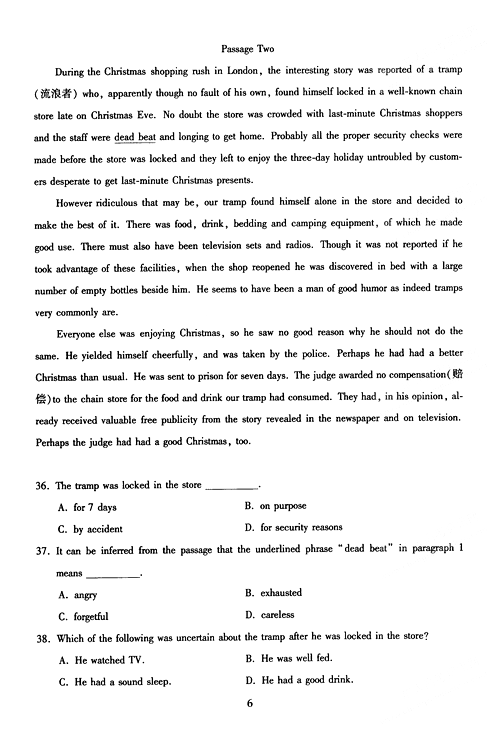 Passage Two
During the Christmas shopping rush in London, the interesting story was reported of a tramp
(流浪者) who, apparently though no fault of his own, found himself locked in a well-known chain
store late on Christmas Eve. No doubt the store was crowded with last-minute Christmas shoppers
and the staff were dead beat and longing to get home. Probably all the proper security checks were
made before the store was locked and they left to enjoy the three-day holiday untroubled by custom-
ers desperate to get last-minute Christmas presents.
However ridiculous that may be, our tramp found himself alone in the store and decided to
make the best of it. There was food, drink, bedding and camping equipment, of which he made
good use. There must also have been television sets and radios. Though it was not reported if he
took advantage of these facilities, when the shop reopened he was discovered in bed with a large
number of empty bottles beside him. He seems to have been a man of good humor as indeed tramps
very commonly are.
Everyone else was enjoying Christmas, so he saw no good reason why he should not do the
same. He yielded himself cheerfully, and was taken by the police. Perhaps he had had a better
Christmas than usual. He was sent to prison for seven days. The judge awarded no compensation(赔
偿)to the chain store for the food and drink our tramp had consumed. They had, in his opinion, al-
ready received valuable free publicity from the story revealed in the newspaper and on television.
Perhaps the judge had had a good Christmas, too.
36. The tramp was locked in the store ________.
A. for 7 days B. on purpose
C. by accident D. for security reasons
37. It can be inferred from the passage that the underlined phrase "dead beat" in paragraph 1
means ________.
A. angry B. exhausted
C. forgetful D. careless
38. Which of the following was uncertain about the tramp after he was locked in the store?
A. He watched TV. B. He was well fed.
C. He had a sound sleep. D. He had a good drink.
6